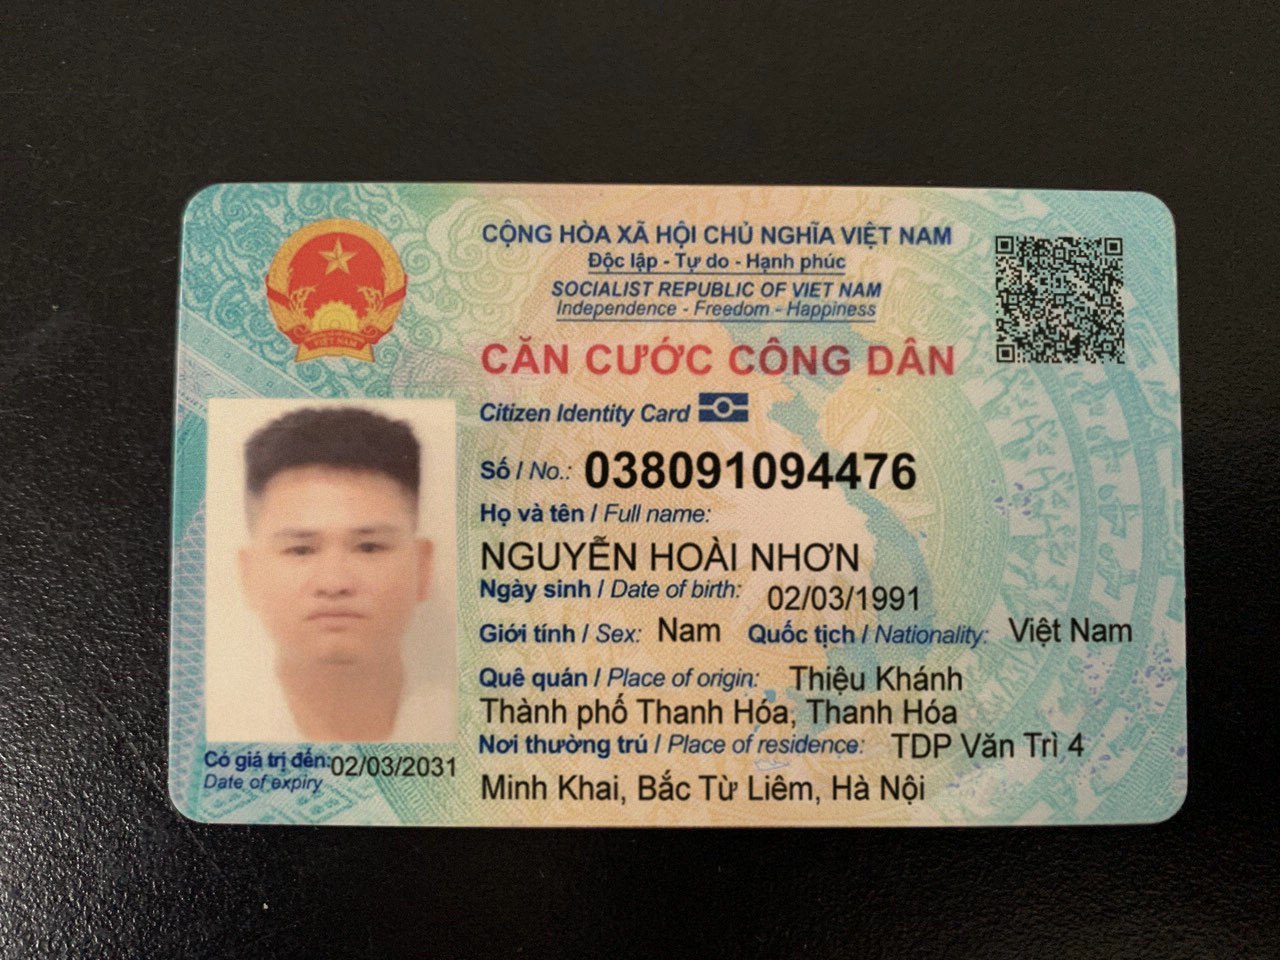 CỘNG HÒA XÃ HỘI CHỦ NGHĨA VIỆT NAM
Độc lập - Tự do - Hạnh phúc
SOCIALIST REPUBLIC OF VIET NAM
Independence - Freedom - Happiness
CĂN CƯỚC CÔNG DÂN
Citizen Identity Card
Số / No.: 038091094476
Họ và tên / Full name:
NGUYỄN HOÀI NHƠN
Ngày sinh / Date of birth: 02/03/1991
Giới tính / Sex: Nam Quốc tịch / Nationality: Việt Nam
Quê quán / Place of origin: Thiệu Khánh
Thành phố Thanh Hóa, Thanh Hóa
Nơi thường trú / Place of residence: TDP Văn Trì 4
Minh Khai, Bắc Từ Liêm, Hà Nội
Có giá trị đến: 02/03/2031
Date of expiry
VIỆT NAM